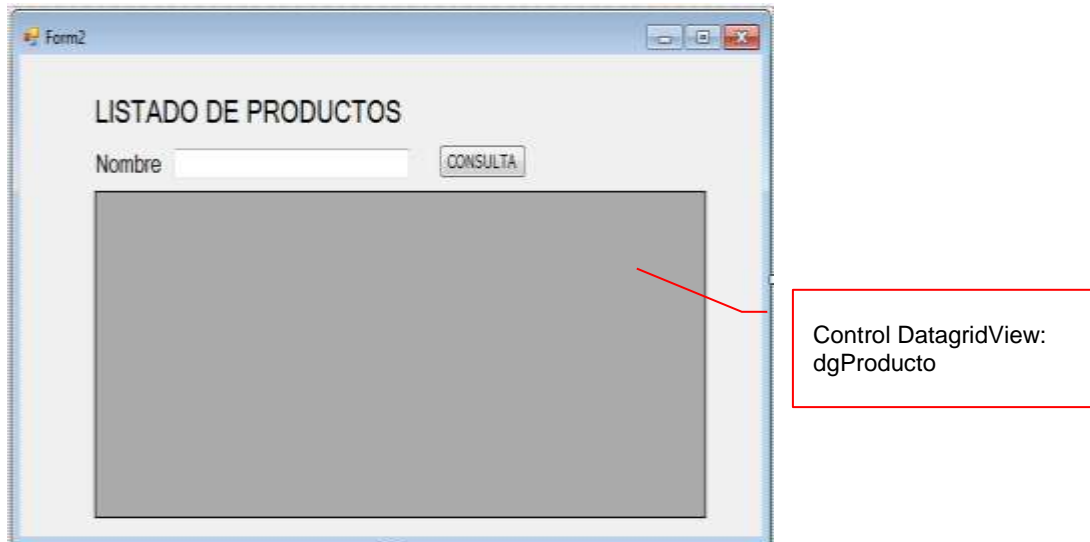 Form2
LISTADO DE PRODUCTOS
Nombre
CONSULTA
Control DatagridView:
dgProducto